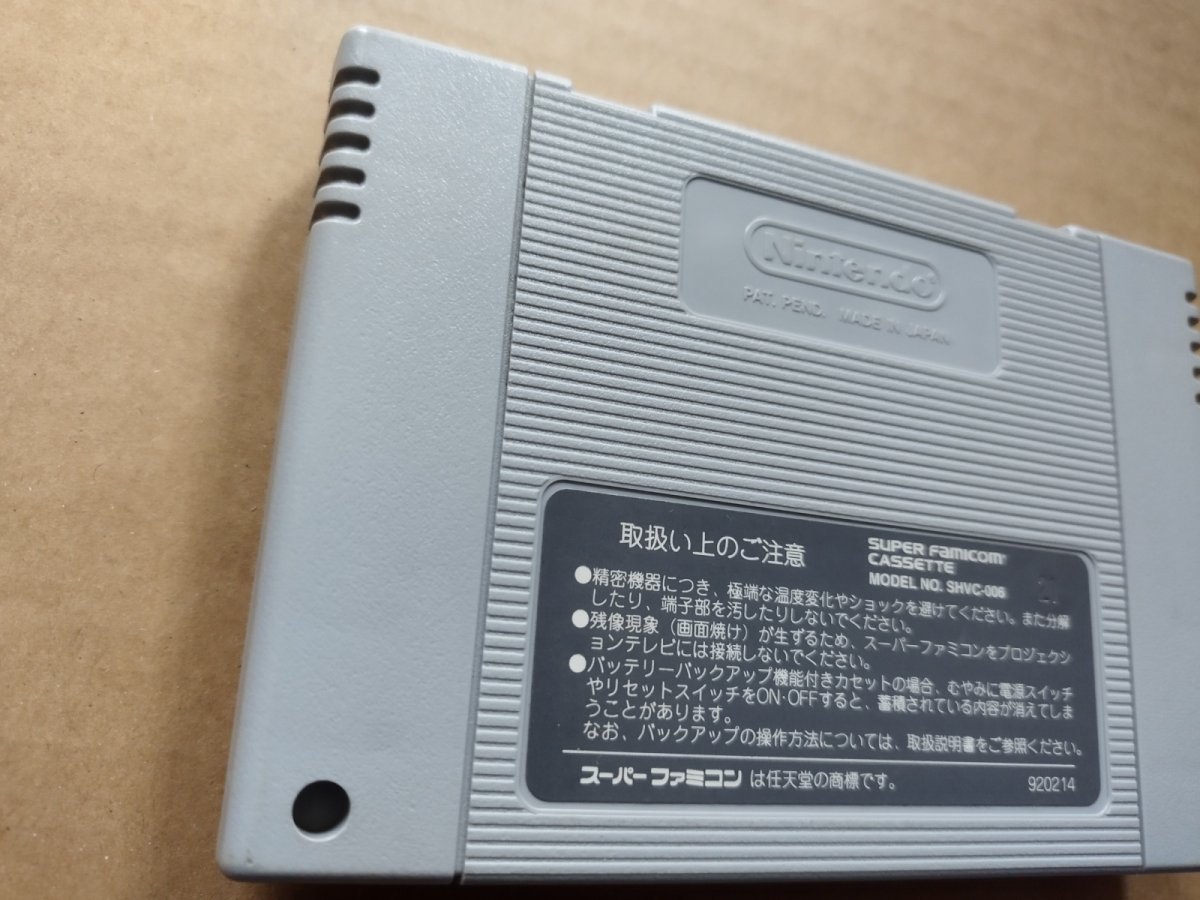 Nintendo®
PAT. PEND. MADE IN JAPAN
取扱い上のご注意
SUPER FAMICOM
CASSETTE
MODEL NO. SHVC-006
●精密機器につき、極端な温度変化やショックを避けてください。また分解
したり、端子部を汚したりしないでください。
●残像現象（画面焼け）が生ずるため、スーパーファミコンをプロジェクシ
ョンテレビには接続しないでください。
●バッテリーバックアップ機能付きカセットの場合、むやみに電源スイッチ
やリセットスイッチをON・OFFすると、蓄積されている内容が消えてしま
うことがあります。
なお、バックアップの操作方法については、取扱説明書をご参照ください。
スーパーファミコン は任天堂の商標です。
920214